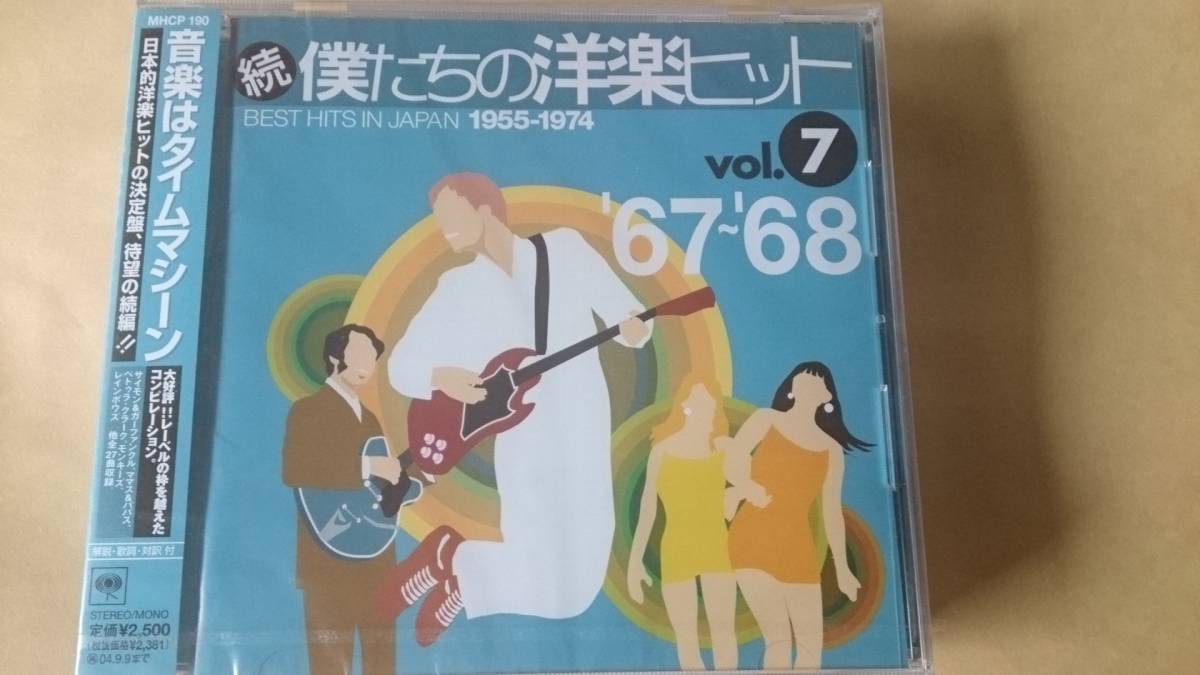 MHCP 190
音楽はタイムマシーン
日本的洋楽ヒットの決定盤、待望の続編!!
大好評!!レーベルの枠を越えた
コンピレーション。
サイモン&ガーファンクル、ママス&パパス、
ペトゥラ・クラーク、モンキーズ、
レインボウズ 他全27曲収録
解説・歌詞・対訳 付
STEREO/MONO
定価¥2,500
(税抜価格¥2,381)
04.9.9まで
続 僕たちの洋楽ヒット
BEST HITS IN JAPAN 1955-1974
vol.7
'67~'68